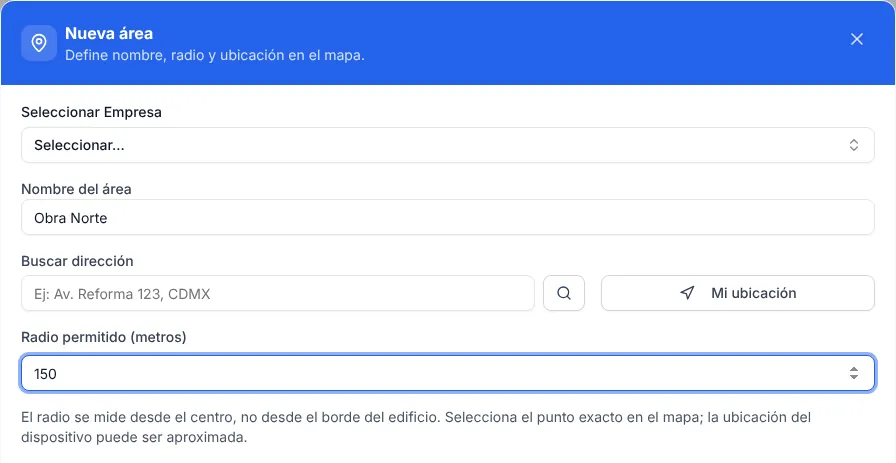 Nueva área
Define nombre, radio y ubicación en el mapa.
Seleccionar Empresa
Seleccionar...
Nombre del área
Obra Norte
Buscar dirección
Ej: Av. Reforma 123, CDMX
Mi ubicación
Radio permitido (metros)
150
El radio se mide desde el centro, no desde el borde del edificio. Selecciona el punto exacto en el mapa; la ubicación del
dispositivo puede ser aproximada.